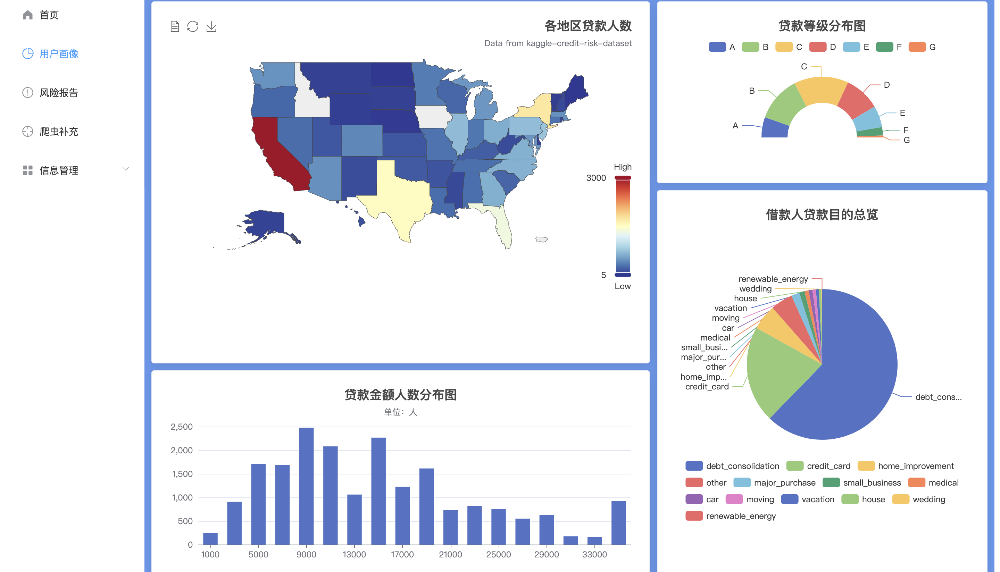 首页
用户画像
风险报告
爬虫补充
信息管理
各地区贷款人数
Data from kaggle-credit-risk-dataset
High
3000
5
Low
贷款等级分布图
A B C D E F G
C
B
D
A
E
F
G
贷款金额人数分布图
单位：人
2,500
2,000
1,500
1,000
500
0
1000 5000 9000 13000 17000 21000 25000 29000 33000
借款人贷款目的总览
renewable_energy
wedding
house
vacation
moving
car
medical
small_busi...
major_pur...
other
home_imp...
credit_card
debt_cons...
debt_consolidation credit_card home_improvement
other major_purchase small_business medical
car moving vacation house wedding
renewable_energy